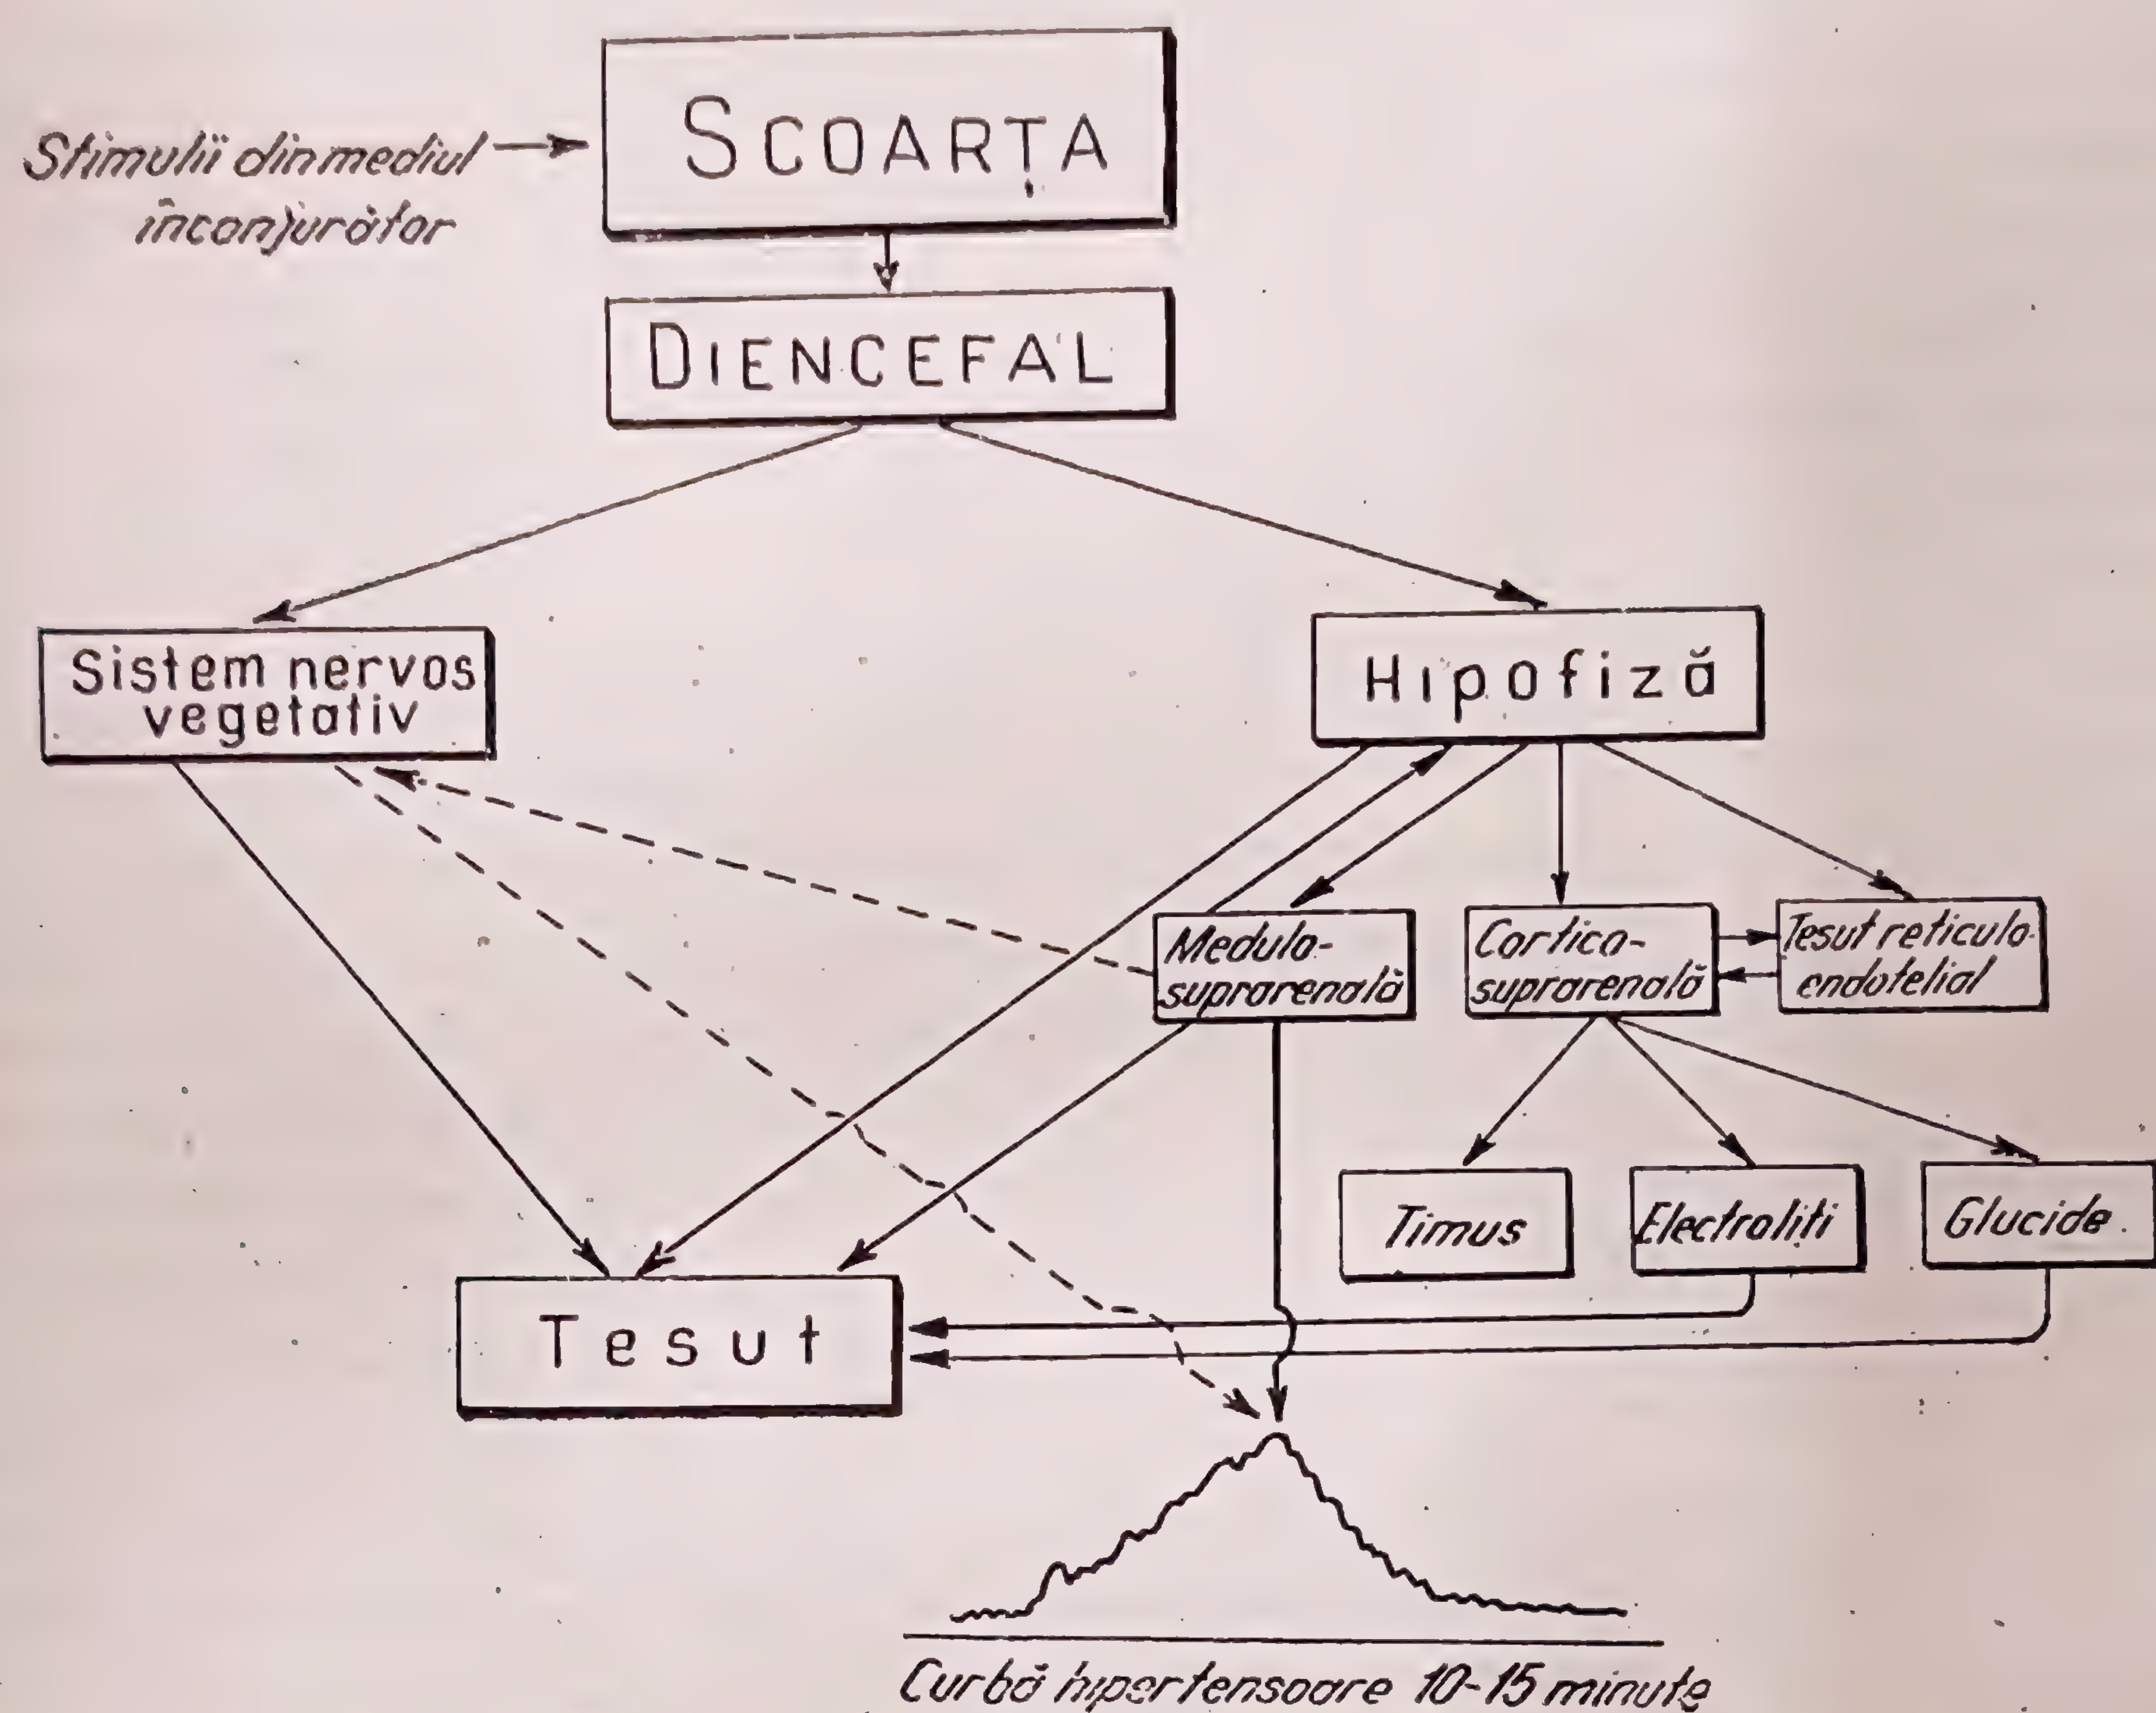 SCOARȚA
Stimulii din mediul
înconjurător
DIENCEFAL
Sistem nervos
vegetativ
Hipofiză
Medulo-
suprarenală
Cortico-
suprarenală
Tesut reticulo-
endotelial
Timus
Electroliți
Glucide
Tesut
Curbă hipertensoare 10-15 minute